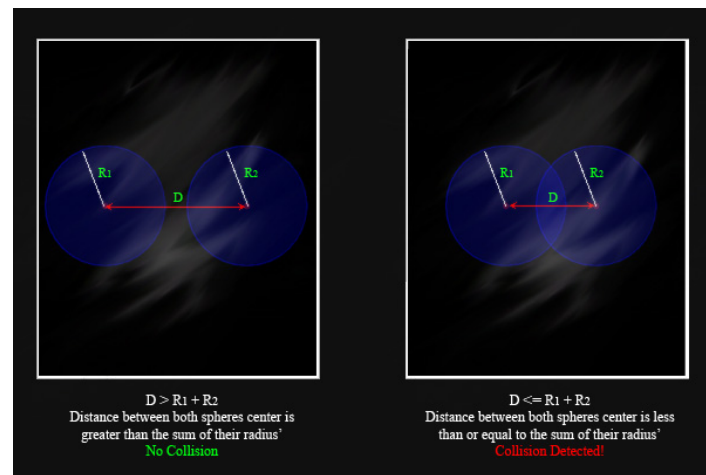 R1
R2
D
D > R1 + R2
Distance between both spheres center is
greater than the sum of their radius’
No Collision
R1
R2
D
D <= R1 + R2
Distance between both spheres center is less
than or equal to the sum of their radius’
Collision Detected!